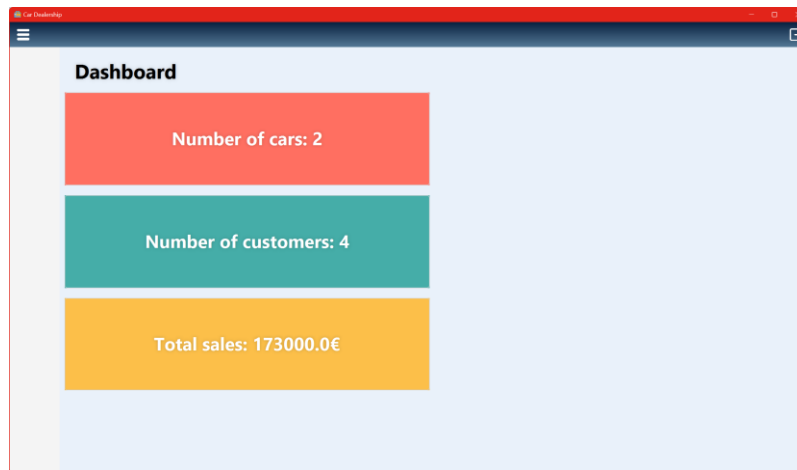 Car Dealership
Dashboard
Number of cars: 2
Number of customers: 4
Total sales: 173000.0€